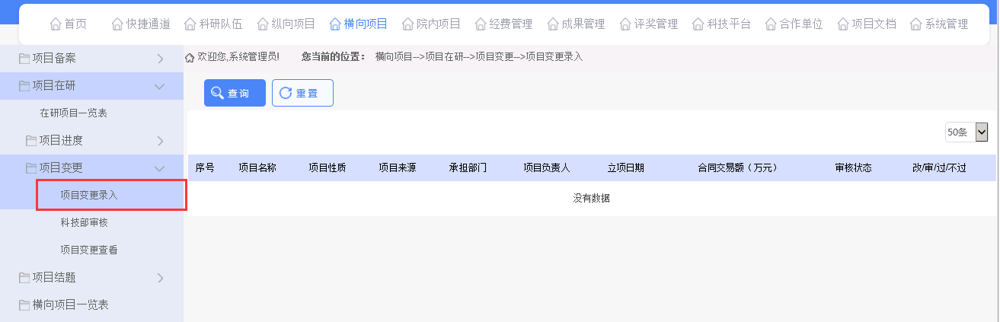 首页 快捷通道 科研队伍 纵向项目 横向项目 院内项目 经费管理 成果管理 评奖管理 科技平台 合作单位 项目文档 系统管理
欢迎您,系统管理员! 您当前的位置： 横向项目-->项目在研-->项目变更-->项目变更录入
项目备案
项目在研
在研项目一览表
项目进度
项目变更
项目变更录入
科技部审核
项目变更查看
项目结题
横向项目一览表
查询 重置
50条
序号 项目名称 项目性质 项目来源 承担部门 项目负责人 立项日期 合同交易额（万元） 审核状态 改/审/过/不过
没有数据